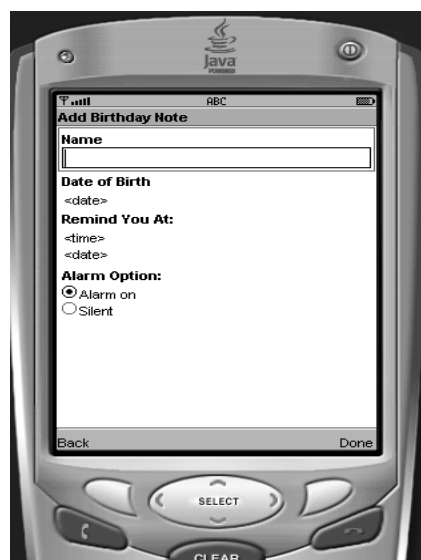 Java
POWERED
ABC
Add Birthday Note
Name
Date of Birth
<date>
Remind You At:
<time>
<date>
Alarm Option:
Alarm on
Silent
Back Done
SELECT
CLEAR